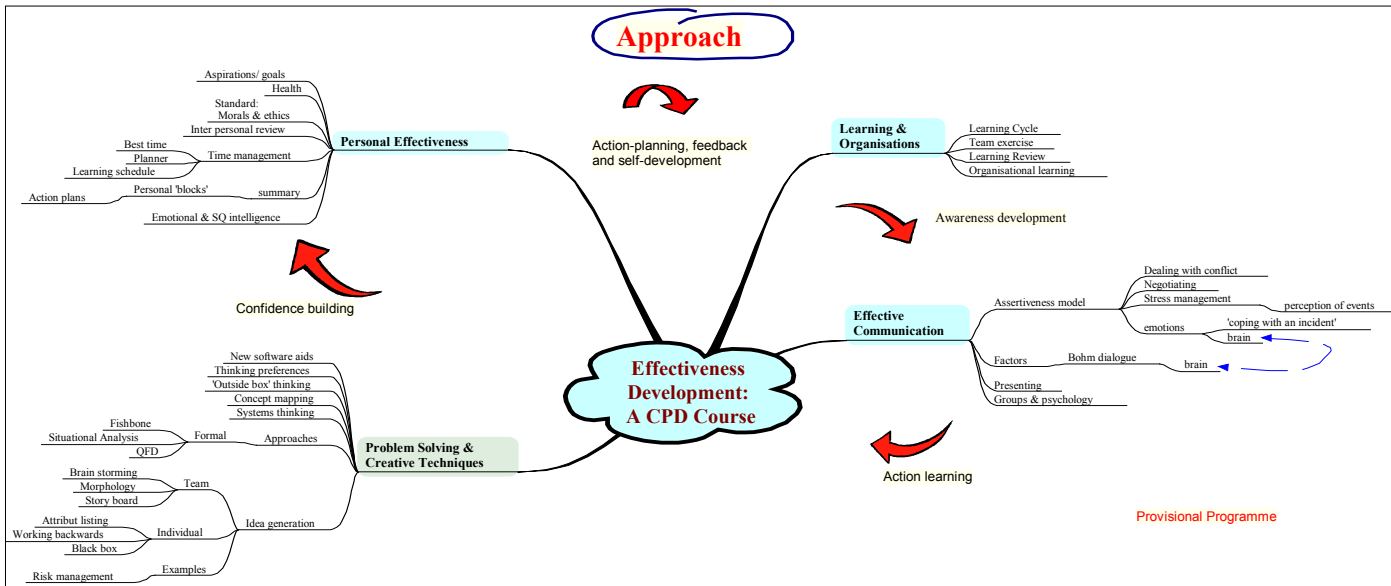 Approach
Aspirations/ goals
Health
Standard:
Morals & ethics
Inter personal review
Best time
Planner
Learning schedule
Time management
Action plans
Personal 'blocks'
summary
Emotional & SQ intelligence
Personal Effectiveness
Action-planning, feedback
and self-development
Learning &
Organisations
Learning Cycle
Team exercise
Learning Review
Organisational learning
Awareness development
Confidence building
Effective
Communication
Assertiveness model
Dealing with conflict
Negotiating
Stress management
perception of events
emotions
'coping with an incident'
brain
Factors
Bohm dialogue
brain
Presenting
Groups & psychology
Effectiveness
Development:
A CPD Course
New software aids
Thinking preferences
'Outside box' thinking
Concept mapping
Systems thinking
Fishbone
Situational Analysis
QFD
Formal
Approaches
Problem Solving &
Creative Techniques
Brain storming
Morphology
Story board
Team
Attribut listing
Working backwards
Black box
Individual
Idea generation
Risk management
Examples
Action learning
Provisional Programme